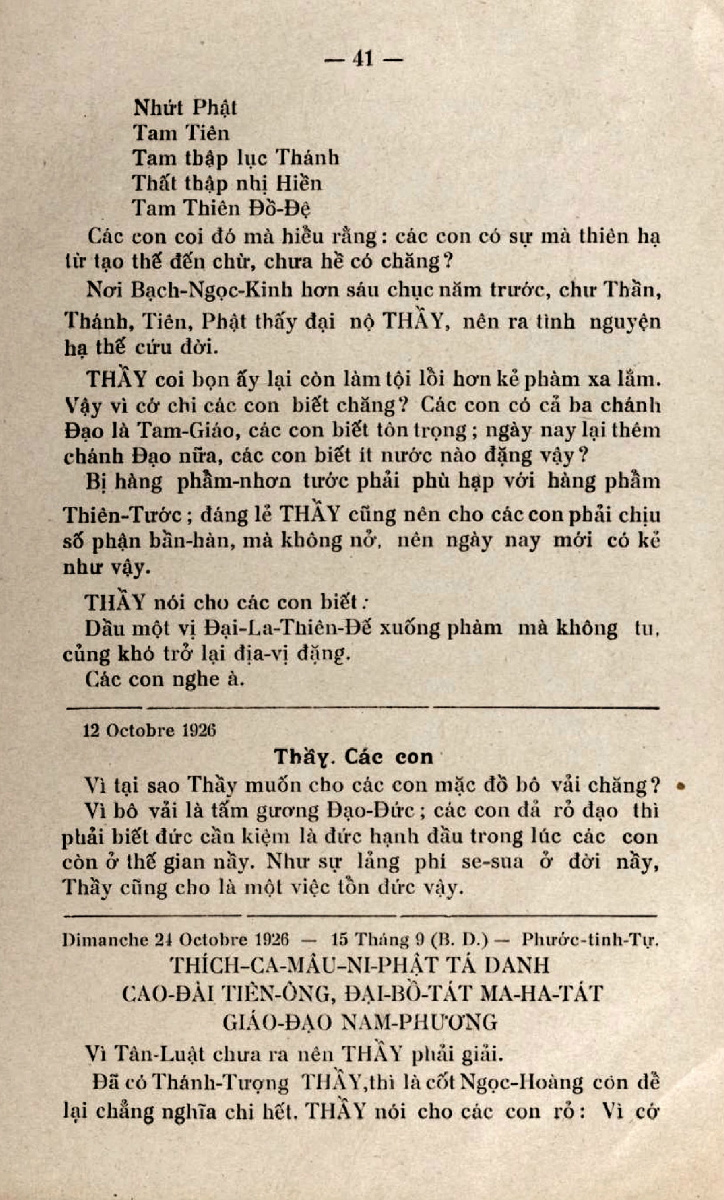 — 41 —
Nhứt Phật
Tam Tiên
Tam thập lục Thánh
Thất thập nhị Hiền
Tam Thiên Đồ-Đệ
Các con coi đó mà hiểu rằng : các con có sự mà thiên hạ
từ tạo thế đến chừ, chưa hề có chăng ?
Nơi Bạch-Ngọc-Kinh hơn sáu chục năm trước, chư Thần,
Thánh, Tiên, Phật thấy đại nộ THẦY, nên ra tình nguyện
hạ thế cứu đời.
THẦY coi bọn ấy lại còn làm tội lỗi hơn kẻ phàm xa lắm.
Vậy vì cớ chi các con biết chăng ? Các con có cả ba chánh
Đạo là Tam-Giáo, các con biết tôn trọng ; ngày nay lại thêm
chánh Đạo nữa, các con biết ít nước nào đặng vậy ?
Bị hàng phẩm-nhơn tước phải phù hạp với hàng phẩm
Thiên-Tước ; đáng lẻ THẦY cũng nên cho các con phải chịu
số phận bần-hàn, mà không nở, nên ngày nay mới có kẻ
như vậy.
THẦY nói cho các con biết :
Dầu một vị Đại-La-Thiên-Đế xuống phàm mà không tu,
củng khó trở lại địa-vị đặng.
Các con nghe à.
12 Octobre 1926
Thầy. Các con
Vì tại sao Thầy muốn cho các con mặc đồ bô vải chăng ?
Vì bô vải là tấm gương Đạo-Đức ; các con đả rỏ đạo thì
phải biết đức cần kiệm là đức hạnh đầu trong lúc các con
còn ở thế gian nầy. Như sự lảng phí se-sua ở đời nầy,
Thầy cũng cho là một việc tồn đức vậy.
Dimanche 24 Octobre 1926 — 15 Tháng 9 (B. D.) — Phước-tinh-Tự.
THÍCH-CA-MÂU-NI-PHẬT TÁ DANH
CAO-ĐÀI TIÊN-ÔNG, ĐẠI-BỒ-TÁT MA-HA-TÁT
GIÁO-ĐẠO NAM-PHƯƠNG
Vì Tân-Luật chưa ra nên THẦY phải giải.
Đã có Thánh-Tượng THẦY,thì là cốt Ngọc-Hoàng còn để
lại chẳng nghĩa chi hết. THẦY nói cho các con rỏ : Vì cớ